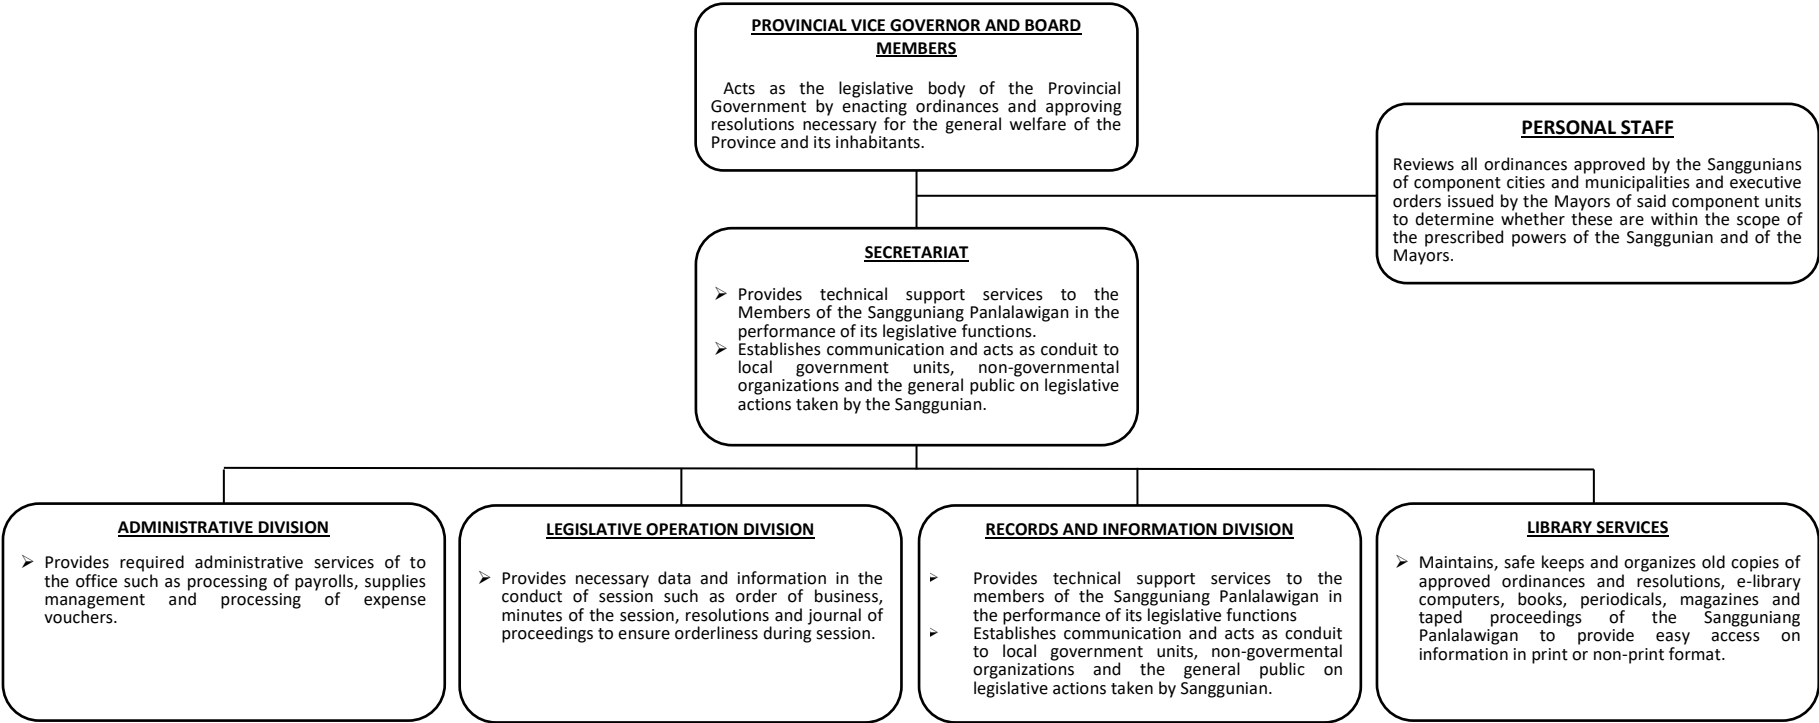 PROVINCIAL VICE GOVERNOR AND BOARD
MEMBERS
Acts as the legislative body of the Provincial
Government by enacting ordinances and approving
resolutions necessary for the general welfare of the
Province and its inhabitants.
PERSONAL STAFF
Reviews all ordinances approved by the Sanggunians
of component cities and municipalities and executive
orders issued by the Mayors of said component units
to determine whether these are within the scope of
the prescribed powers of the Sanggunian and of the
Mayors.
SECRETARIAT
➢ Provides technical support services to the
Members of the Sangguniang Panlalawigan in the
performance of its legislative functions.
➢ Establishes communication and acts as conduit to
local government units, non-governmental
organizations and the general public on legislative
actions taken by the Sanggunian.
ADMINISTRATIVE DIVISION
➢ Provides required administrative services of to
the office such as processing of payrolls, supplies
management and processing of expense
vouchers.
LEGISLATIVE OPERATION DIVISION
➢ Provides necessary data and information in the
conduct of session such as order of business,
minutes of the session, resolutions and journal of
proceedings to ensure orderliness during session.
RECORDS AND INFORMATION DIVISION
➢ Provides technical support services to the
members of the Sangguniang Panlalawigan in
the performance of its legislative functions
➢ Establishes communication and acts as conduit
to local government units, non-govermental
organizations and the general public on
legislative actions taken by Sanggunian.
LIBRARY SERVICES
➢ Maintains, safe keeps and organizes old copies of
approved ordinances and resolutions, e-library
computers, books, periodicals, magazines and
taped proceedings of the Sangguniang
Panlalawigan to provide easy access on
information in print or non-print format.